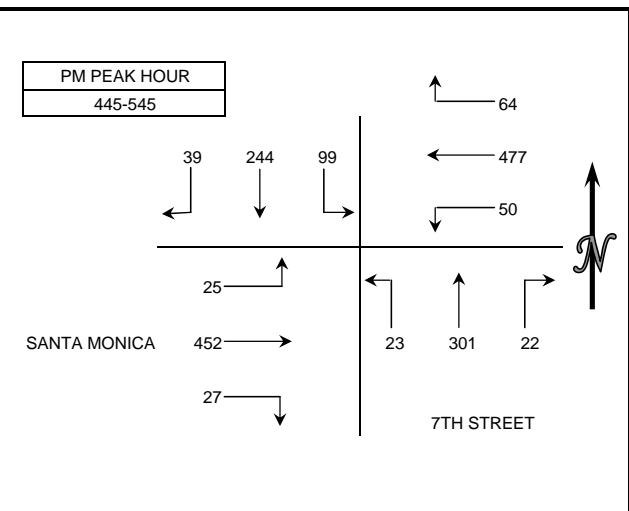 PM PEAK HOUR
445-545
64
39 244 99
477
50
25
N
SANTA MONICA 452
23 301 22
27
7TH STREET